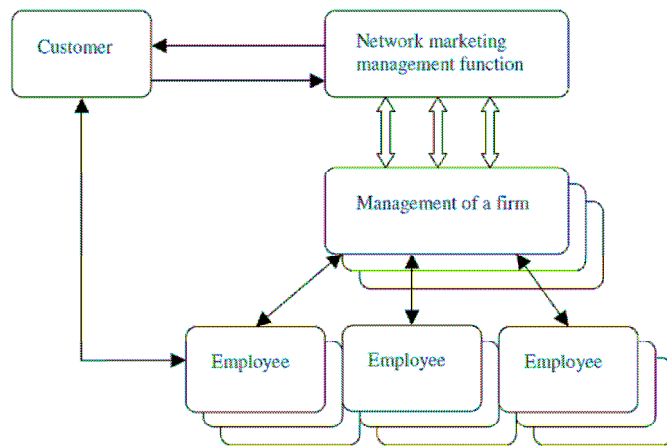 Customer
Network marketing
management function
Management of a firm
Employee
Employee
Employee